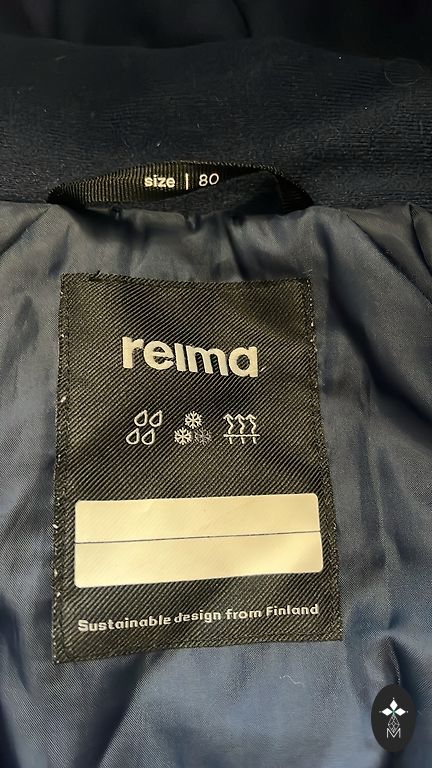 size | 80
reima
Sustainable design from Finland
M